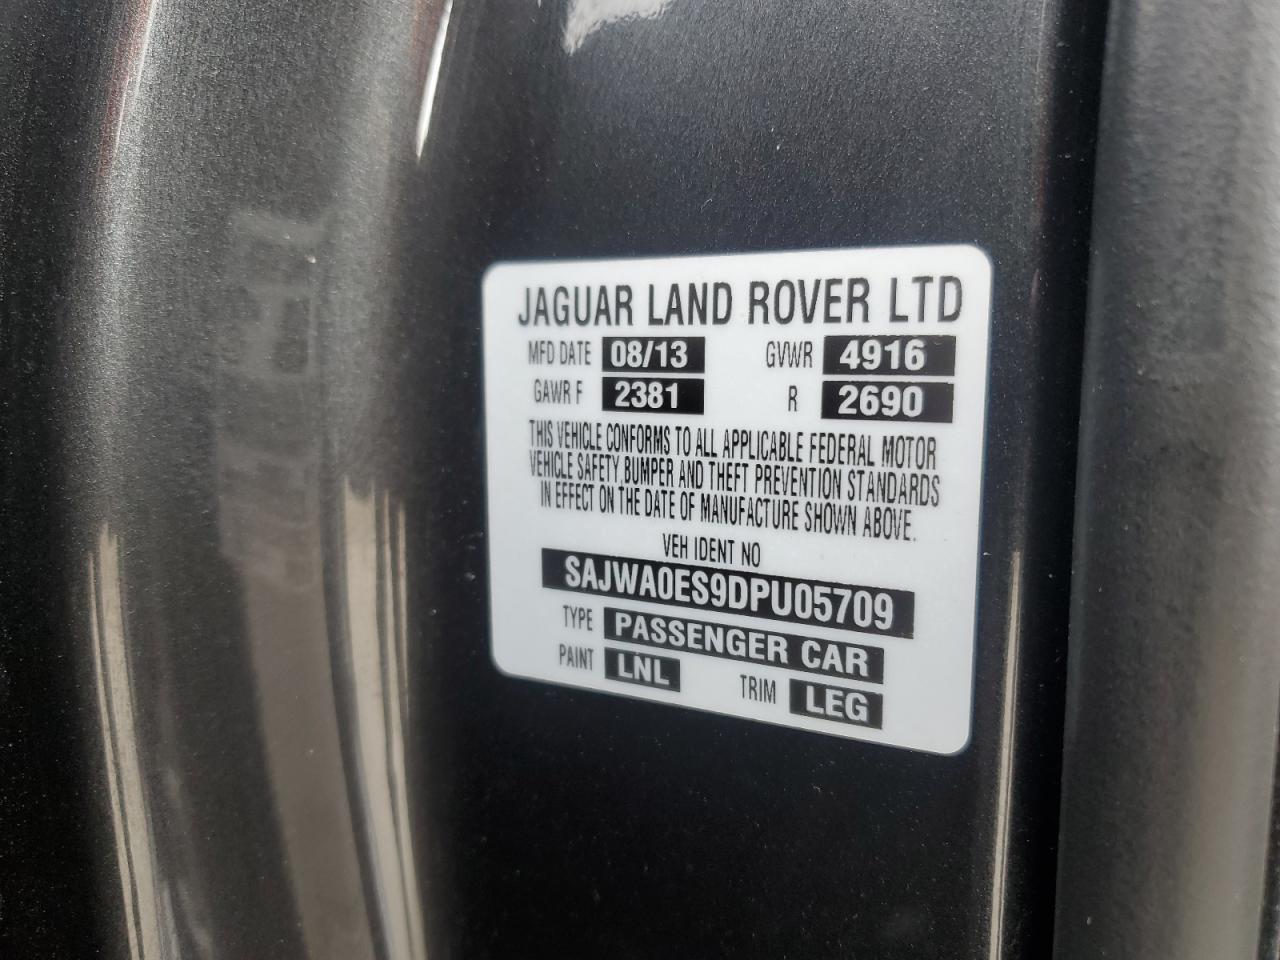 JAGUAR LAND ROVER LTD
MFD DATE 08/13 GVWR 4916
GAWR F 2381 R 2690
THIS VEHICLE CONFORMS TO ALL APPLICABLE FEDERAL MOTOR
VEHICLE SAFETY,BUMPER AND THEFT PREVENTION STANDARDS
IN EFFECT ON THE DATE OF MANUFACTURE SHOWN ABOVE.
VEH IDENT NO
SAJWA0ES9DPU05709
TYPE PASSENGER CAR
PAINT LNL TRIM LEG